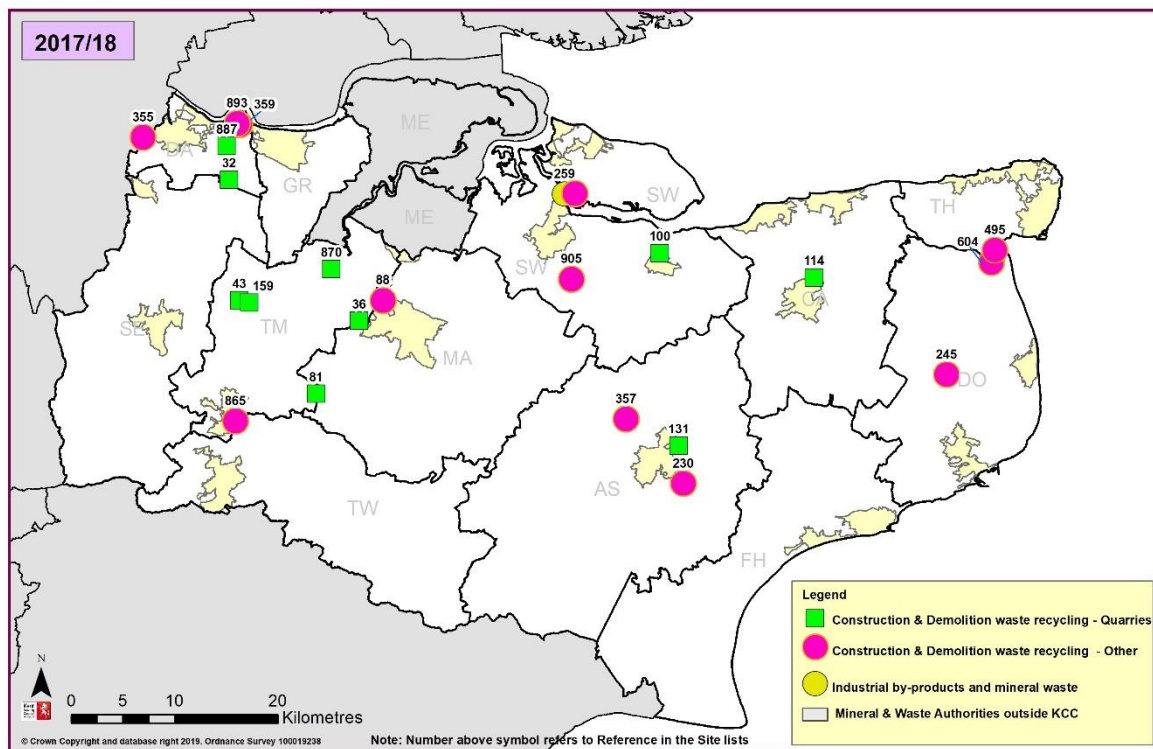 2017/18
893
359
355
887
DA
32
GR
ME
ME
259
SW
TH
495
604
100
SW
905
114
CA
870
43
159
88
36
TM
SE
MA
245
DO
81
865
357
131
230
AS
TW
FH
Legend
Construction & Demolition waste recycling - Quarries
Construction & Demolition waste recycling - Other
Industrial by-products and mineral waste
Mineral & Waste Authorities outside KCC
N
0 5 10 20
Kilometres
© Crown Copyright and database right 2019. Ordnance Survey 100019238
Note: Number above symbol refers to Reference in the Site lists